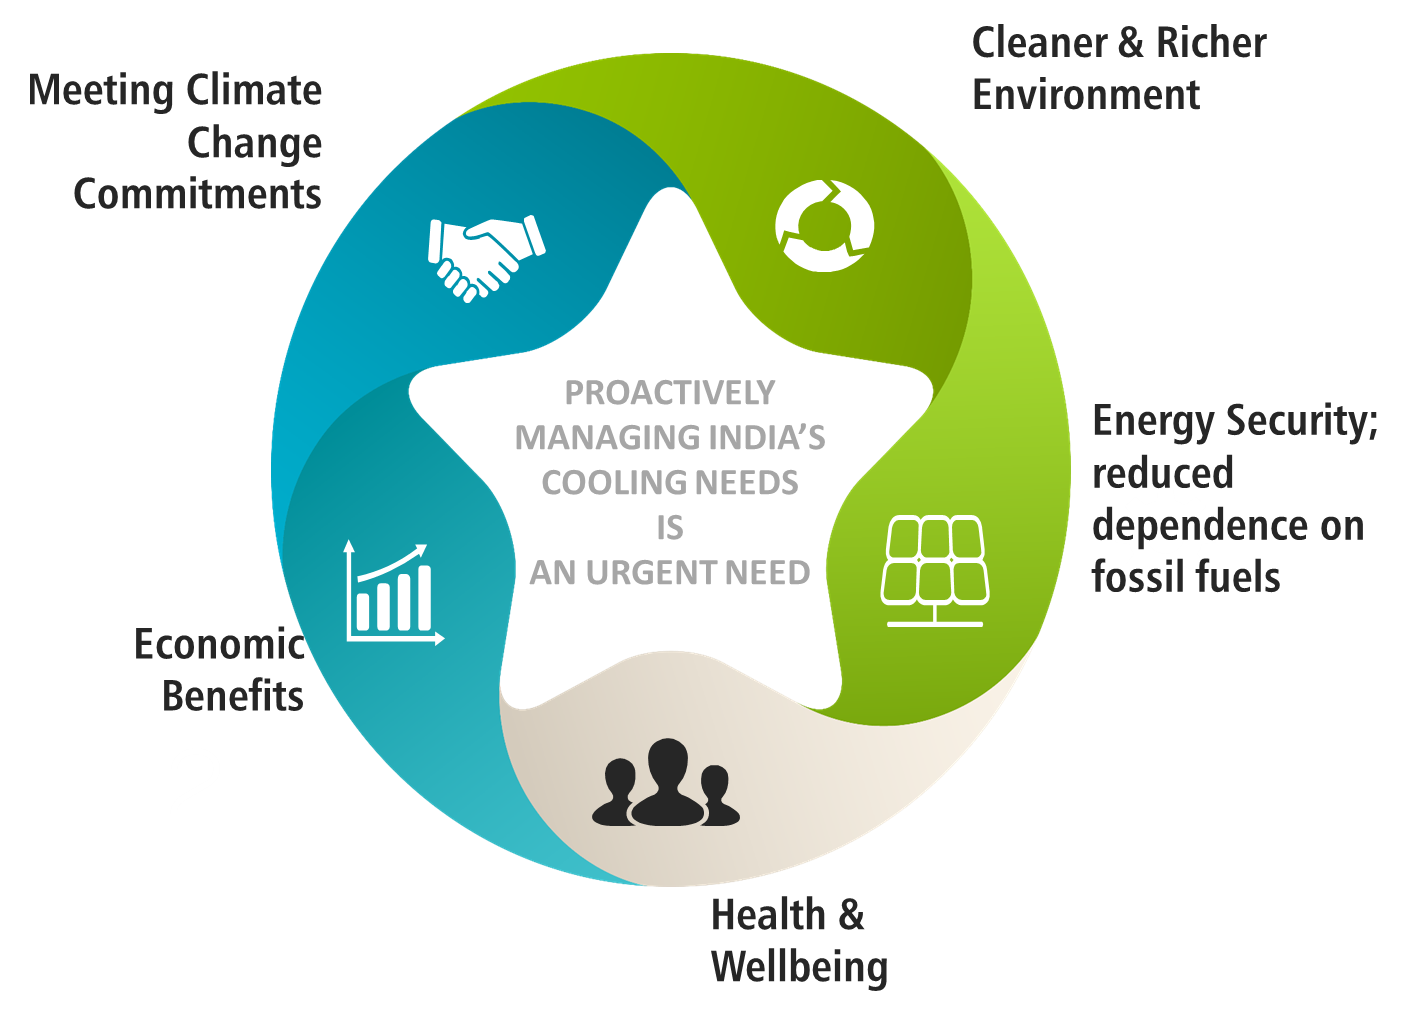 Cleaner & Richer
Environment
Meeting Climate
Change
Commitments
PROACTIVELY
MANAGING INDIA’S
COOLING NEEDS
IS
AN URGENT NEED
Energy Security;
reduced
dependence on
fossil fuels
Economic
Benefits
Health &
Wellbeing